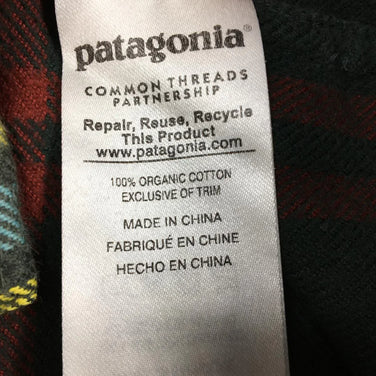 patagonia®
COMMON THREADS
PARTNERSHIP
Repair, Reuse, Recycle
This Product
www.patagonia.com
100% ORGANIC COTTON
EXCLUSIVE OF TRIM
MADE IN CHINA
FABRIQUÉ EN CHINE
HECHO EN CHINA